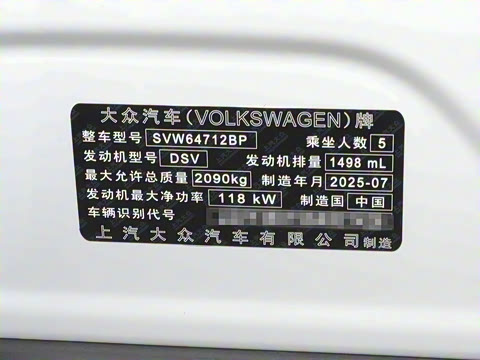 大众汽车(VOLKSWAGEN)牌
整车型号 SVW64712BP 乘坐人数 5
发动机型号 DSV 发动机排量 1498 mL
最大允许总质量 2090kg 制造年月 2025-07
发动机最大净功率 118 kW 制造国 中国
车辆识别代号
上汽大众汽车有限公司制造